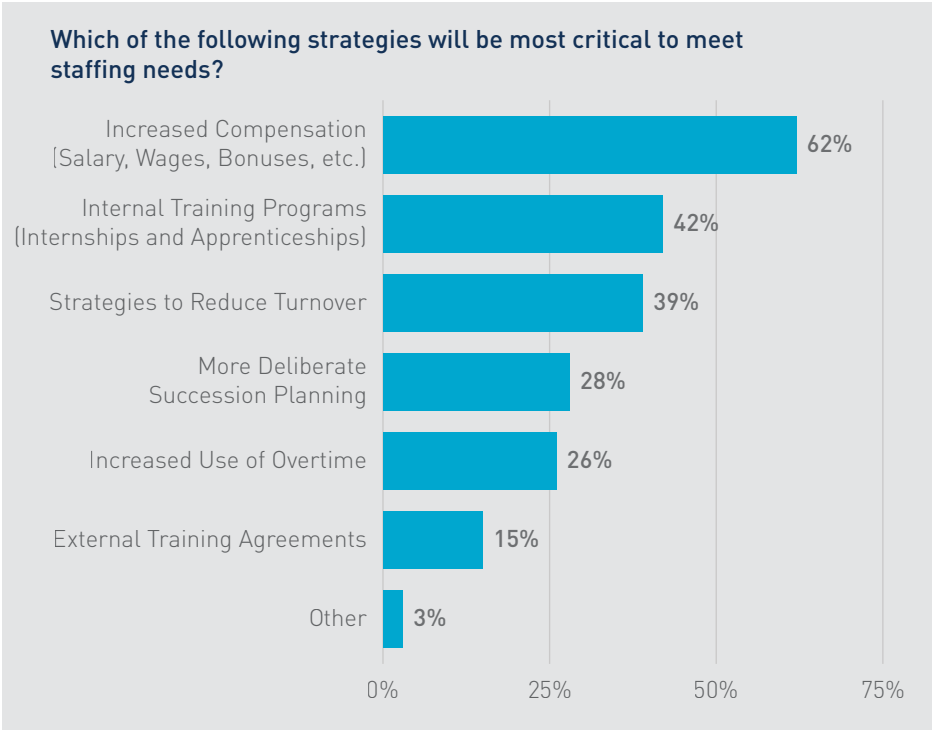 Which of the following strategies will be most critical to meet
staffing needs?
Increased Compensation
(Salary, Wages, Bonuses, etc.)
62%
Internal Training Programs
(Internships and Apprenticeships)
42%
Strategies to Reduce Turnover
39%
More Deliberate
Succession Planning
28%
Increased Use of Overtime
26%
External Training Agreements
15%
Other
3%
0%
25%
50%
75%